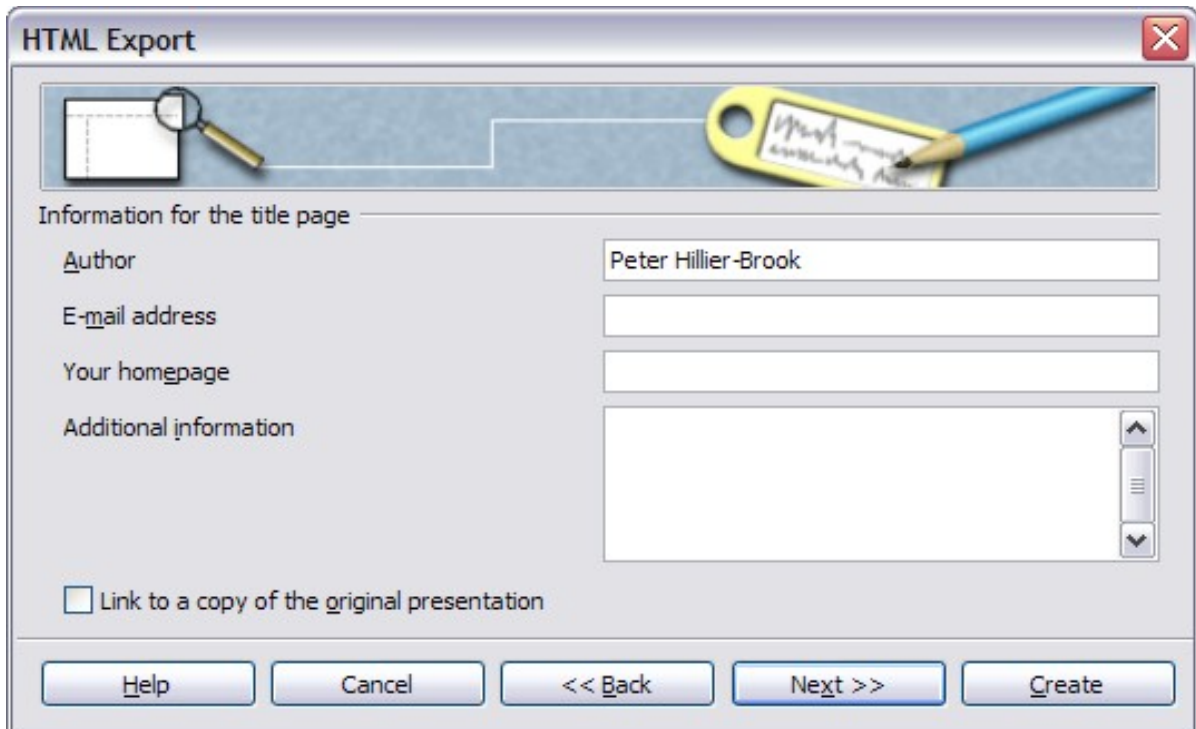 HTML Export
Information for the title page
Author Peter Hillier-Brook
E-mail address
Your homepage
Additional information
Link to a copy of the original presentation
Help Cancel << Back Next >> Create